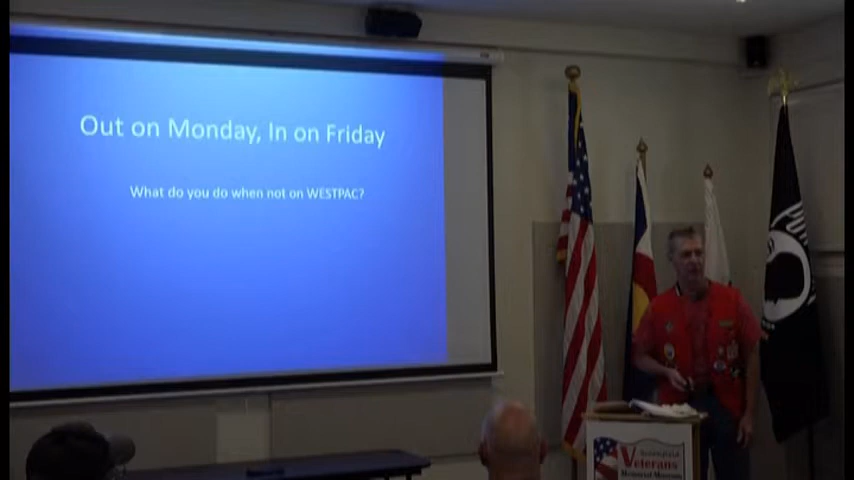 Out on Monday, In on Friday
What do you do when not on WESTPAC?
Veterans